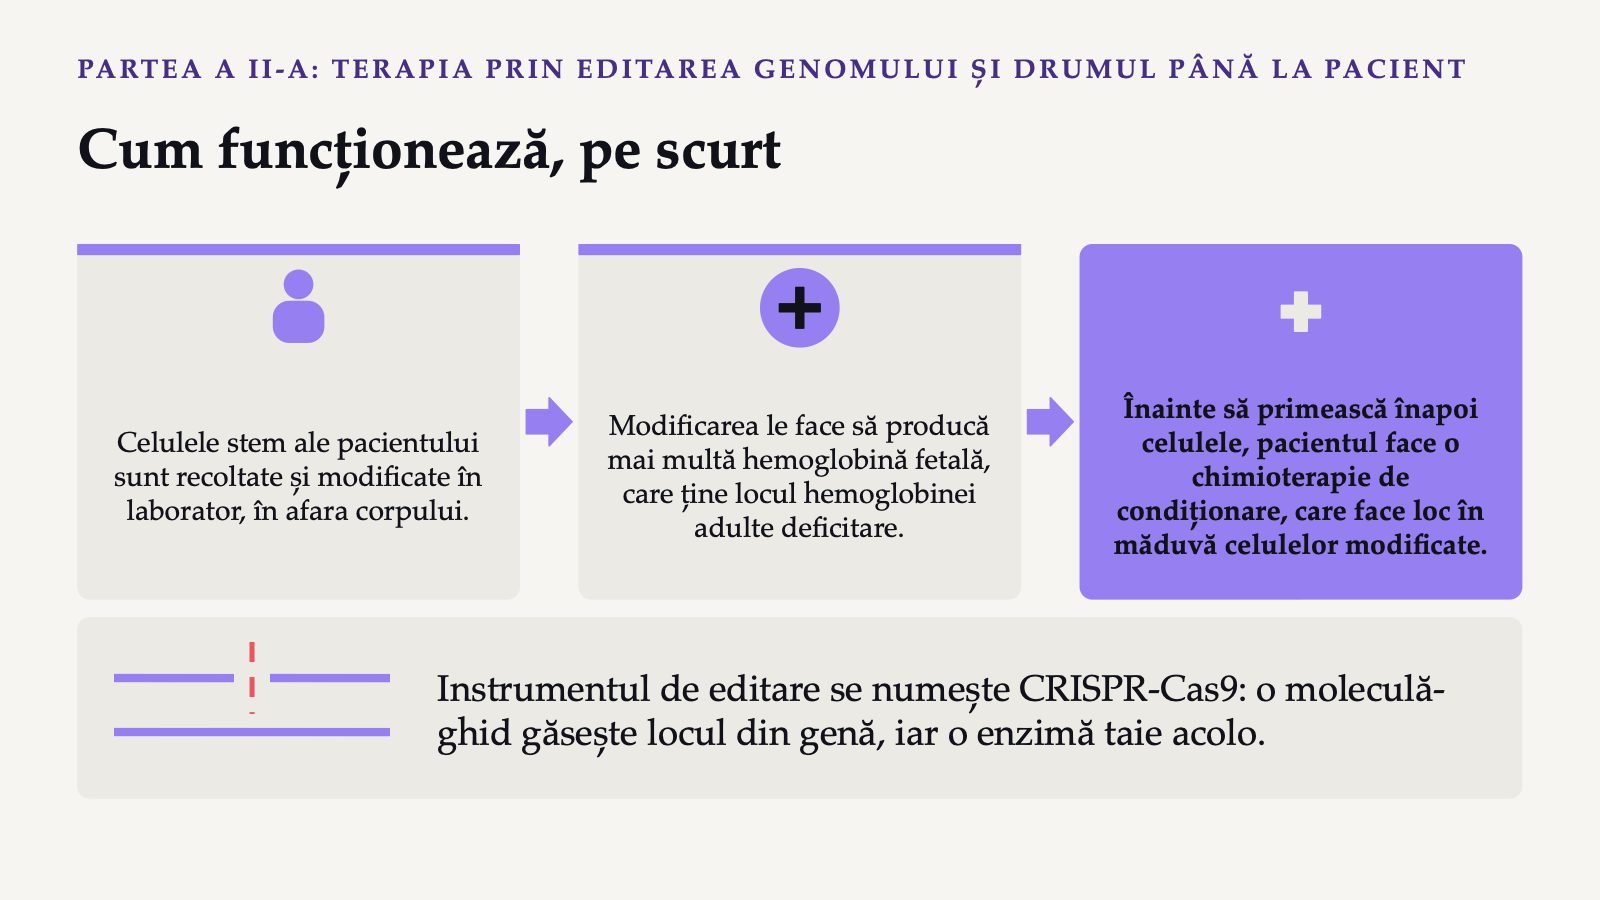 PARTEA A II-A: TERAPIA PRIN EDITAREA GENOMULUI ȘI DRUMUL PÂNĂ LA PACIENT
Cum funcționează, pe scurt
Celulele stem ale pacientului
sunt recoltate și modificate în
laborator, în afara corpului.
Modificarea le face să producă
mai multă hemoglobină fetală,
care ține locul hemoglobinei
adulte deficitare.
Înainte să primească înapoi
celulele, pacientul face o
chimioterapie de
condiționare, care face loc în
măduvă celulelor modificate.
Instrumentul de editare se numește CRISPR-Cas9: o moleculă-
ghid găsește locul din genă, iar o enzimă taie acolo.